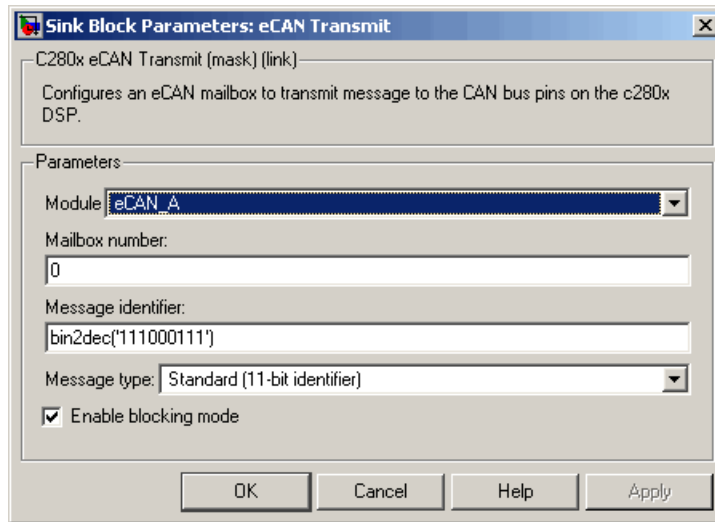 Sink Block Parameters: eCAN Transmit
C280x eCAN Transmit (mask) (link)
Configures an eCAN mailbox to transmit message to the CAN bus pins on the c280x
DSP.
Parameters
Module eCAN_A
Mailbox number:
0
Message identifier:
bin2dec('111000111')
Message type: Standard (11-bit identifier)
Enable blocking mode
OK Cancel Help Apply